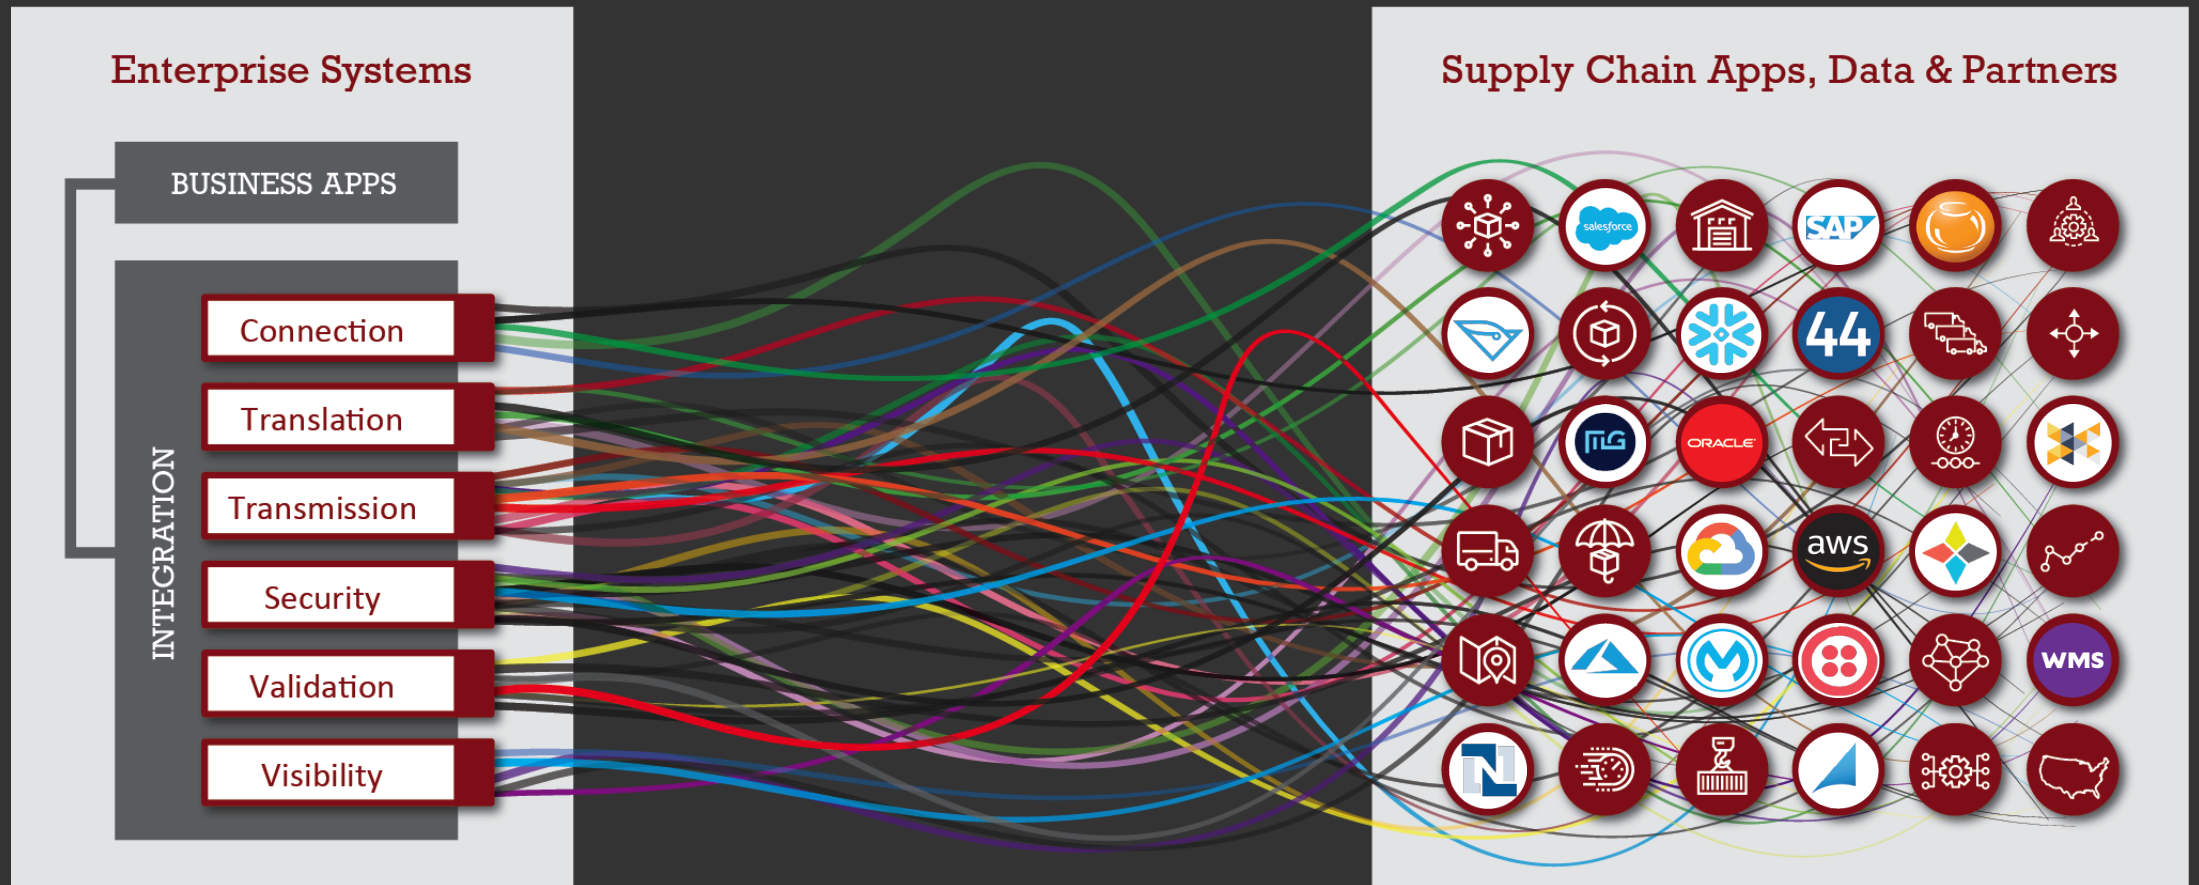 Enterprise Systems
Supply Chain Apps, Data & Partners
BUSINESS APPS
INTEGRATION
Connection
Translation
Transmission
Security
Validation
Visibility
salesforce
SAP
44
MG
ORACLE
aws
WMS
N